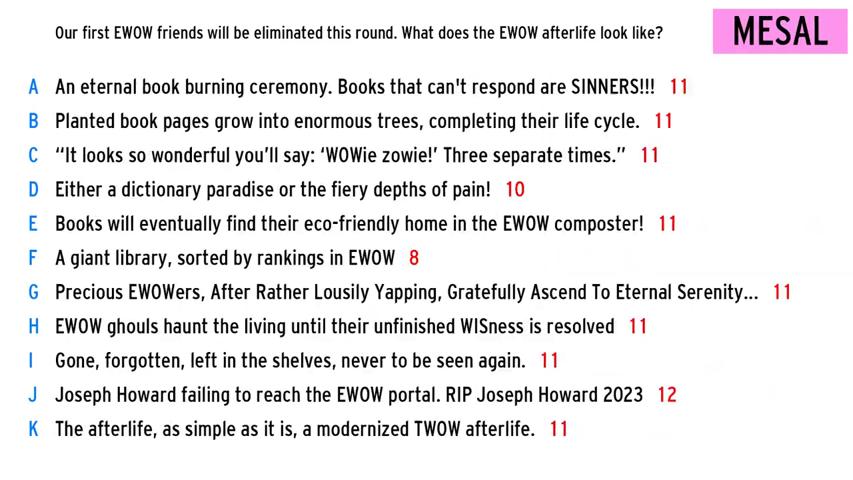 Our first EWOW friends will be eliminated this round. What does the EWOW afterlife look like?
MESAL
A An eternal book burning ceremony. Books that can't respond are SINNERS!!! 11
B Planted book pages grow into enormous trees, completing their life cycle. 11
C “It looks so wonderful you’ll say: ‘WOWie zowie!’ Three separate times.” 11
D Either a dictionary paradise or the fiery depths of pain! 10
E Books will eventually find their eco-friendly home in the EWOW composter! 11
F A giant library, sorted by rankings in EWOW 8
G Precious EWOWers, After Rather Lousily Yapping, Gratefully Ascend To Eternal Serenity... 11
H EWOW ghouls haunt the living until their unfinished WISness is resolved 11
I Gone, forgotten, left in the shelves, never to be seen again. 11
J Joseph Howard failing to reach the EWOW portal. RIP Joseph Howard 2023 12
K The afterlife, as simple as it is, a modernized TWOW afterlife. 11